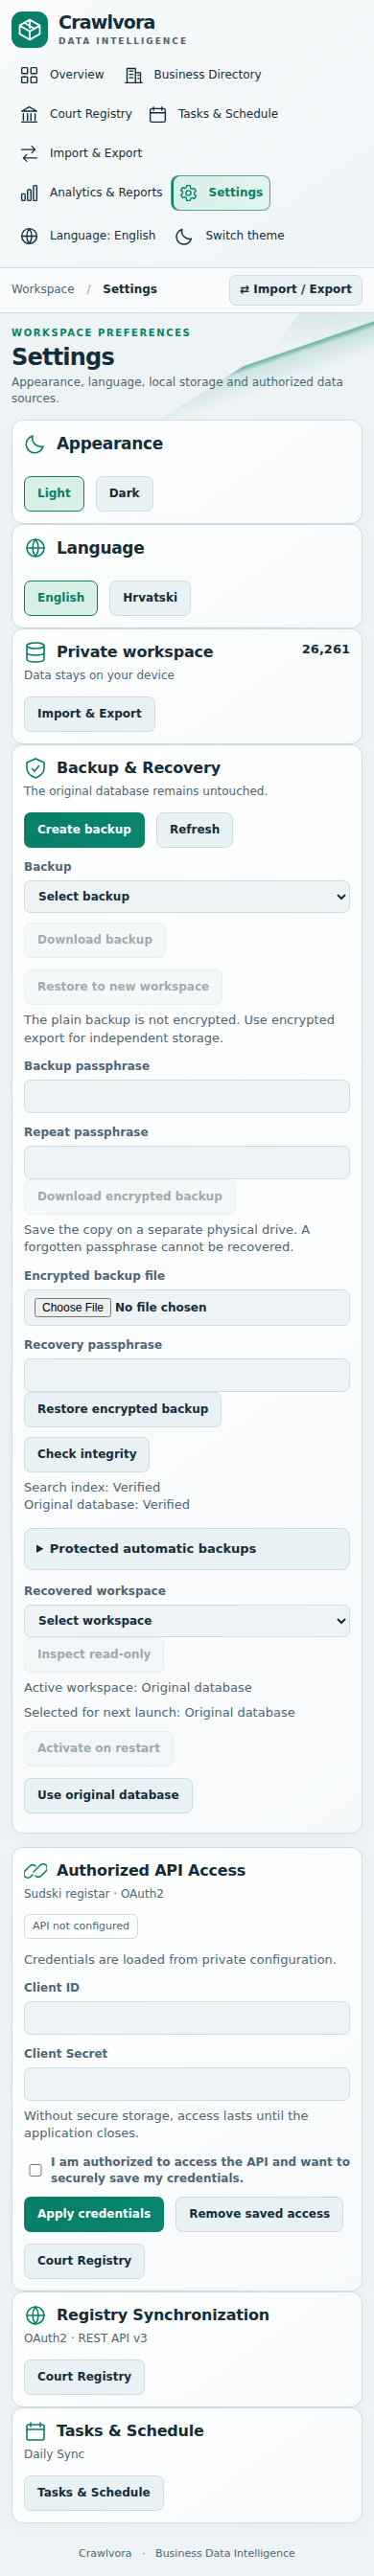 Crawlvora
DATA INTELLIGENCE
Overview
Business Directory
Court Registry
Tasks & Schedule
Import & Export
Analytics & Reports
Settings
Language: English
Switch theme
Workspace / Settings
⇄ Import / Export
WORKSPACE PREFERENCES
Settings
Appearance, language, local storage and authorized data
sources.
Appearance
Light
Dark
Language
English
Hrvatski
Private workspace
26,261
Data stays on your device
Import & Export
Backup & Recovery
The original database remains untouched.
Create backup
Refresh
Backup
Select backup
Download backup
Restore to new workspace
The plain backup is not encrypted. Use encrypted
export for independent storage.
Backup passphrase
Repeat passphrase
Download encrypted backup
Save the copy on a separate physical drive. A
forgotten passphrase cannot be recovered.
Encrypted backup file
Choose File No file chosen
Recovery passphrase
Restore encrypted backup
Check integrity
Search index: Verified
Original database: Verified
Protected automatic backups
Recovered workspace
Select workspace
Inspect read-only
Active workspace: Original database
Selected for next launch: Original database
Activate on restart
Use original database
Authorized API Access
Sudski registar · OAuth2
API not configured
Credentials are loaded from private configuration.
Client ID
Client Secret
Without secure storage, access lasts until the
application closes.
I am authorized to access the API and want to
securely save my credentials.
Apply credentials
Remove saved access
Court Registry
Registry Synchronization
OAuth2 · REST API v3
Court Registry
Tasks & Schedule
Daily Sync
Tasks & Schedule
Crawlvora · Business Data Intelligence